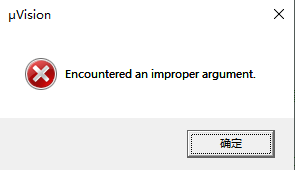 µVision
Encountered an improper argument.
确定